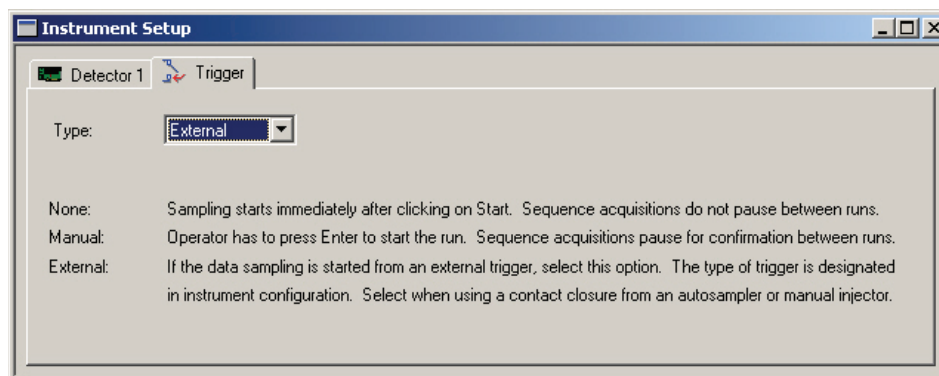 Instrument Setup
Detector 1 Trigger
Type: External
None: Sampling starts immediately after clicking on Start. Sequence acquisitions do not pause between runs.
Manual: Operator has to press Enter to start the run. Sequence acquisitions pause for confirmation between runs.
External: If the data sampling is started from an external trigger, select this option. The type of trigger is designated
in instrument configuration. Select when using a contact closure from an autosampler or manual injector.